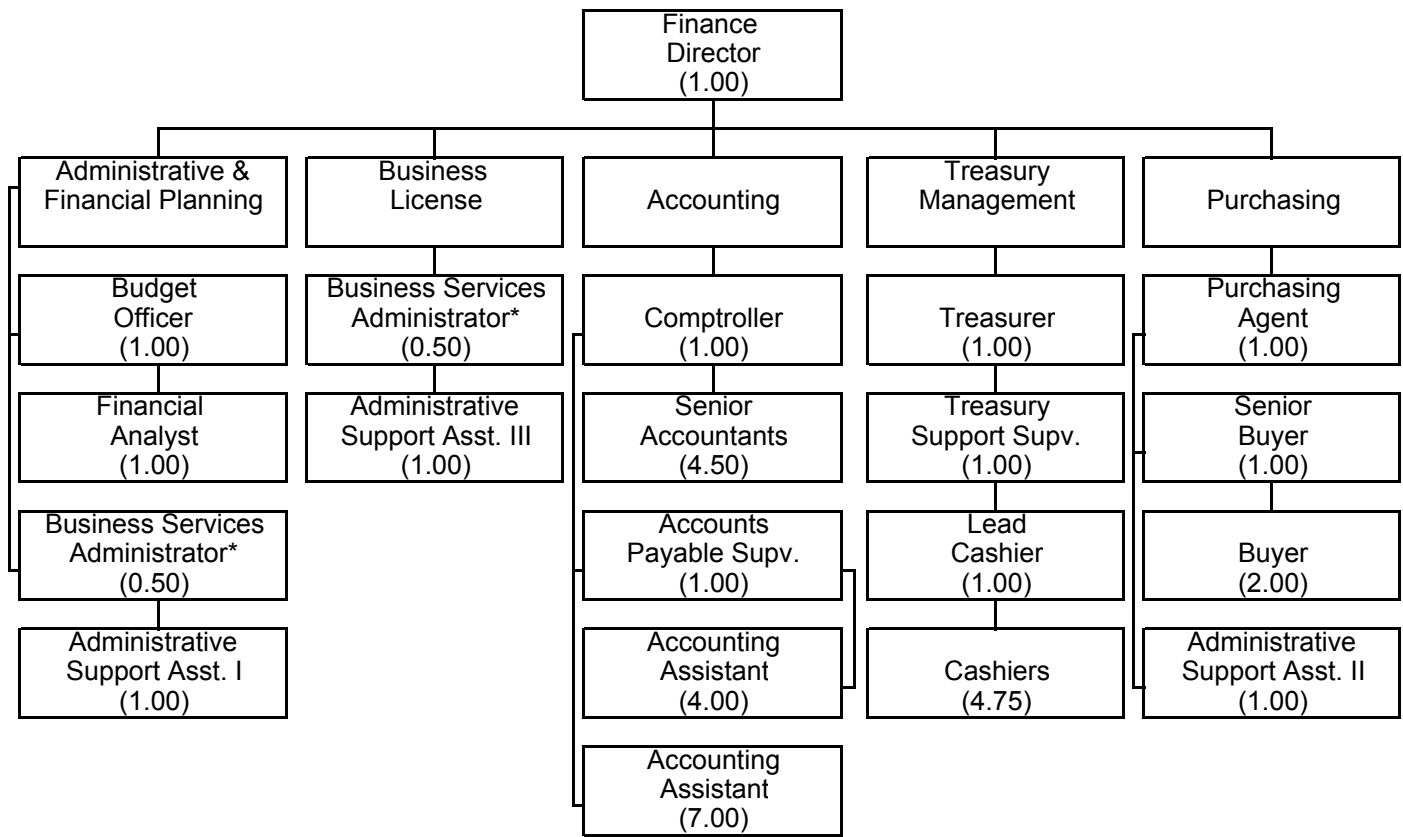 Finance
Director
(1.00)
Administrative &
Financial Planning
Business
License
Accounting
Treasury
Management
Purchasing
Budget
Officer
(1.00)
Business Services
Administrator*
(0.50)
Comptroller
(1.00)
Treasurer
(1.00)
Purchasing
Agent
(1.00)
Financial
Analyst
(1.00)
Administrative
Support Asst. III
(1.00)
Senior
Accountants
(4.50)
Treasury
Support Supv.
(1.00)
Senior
Buyer
(1.00)
Business Services
Administrator*
(0.50)
Accounts
Payable Supv.
(1.00)
Lead
Cashier
(1.00)
Buyer
(2.00)
Administrative
Support Asst. I
(1.00)
Accounting
Assistant
(4.00)
Cashiers
(4.75)
Administrative
Support Asst. II
(1.00)
Accounting
Assistant
(7.00)